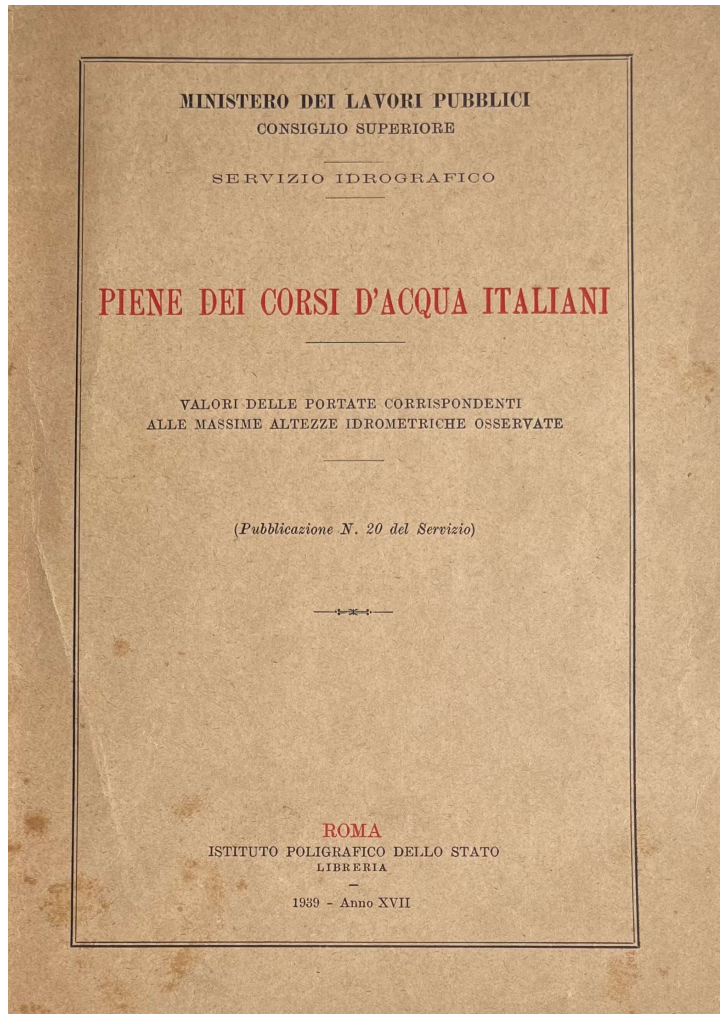 MINISTERO DEI LAVORI PUBBLICI
CONSIGLIO SUPERIORE
SERVIZIO IDROGRAFICO
PIENE DEI CORSI D'ACQUA ITALIANI
VALORI DELLE PORTATE CORRISPONDENTI
ALLE MASSIME ALTEZZE IDROMETRICHE OSSERVATE
(Pubblicazione N. 20 del Servizio)
ROMA
ISTITUTO POLIGRAFICO DELLO STATO
LIBRERIA
1939 - Anno XVII